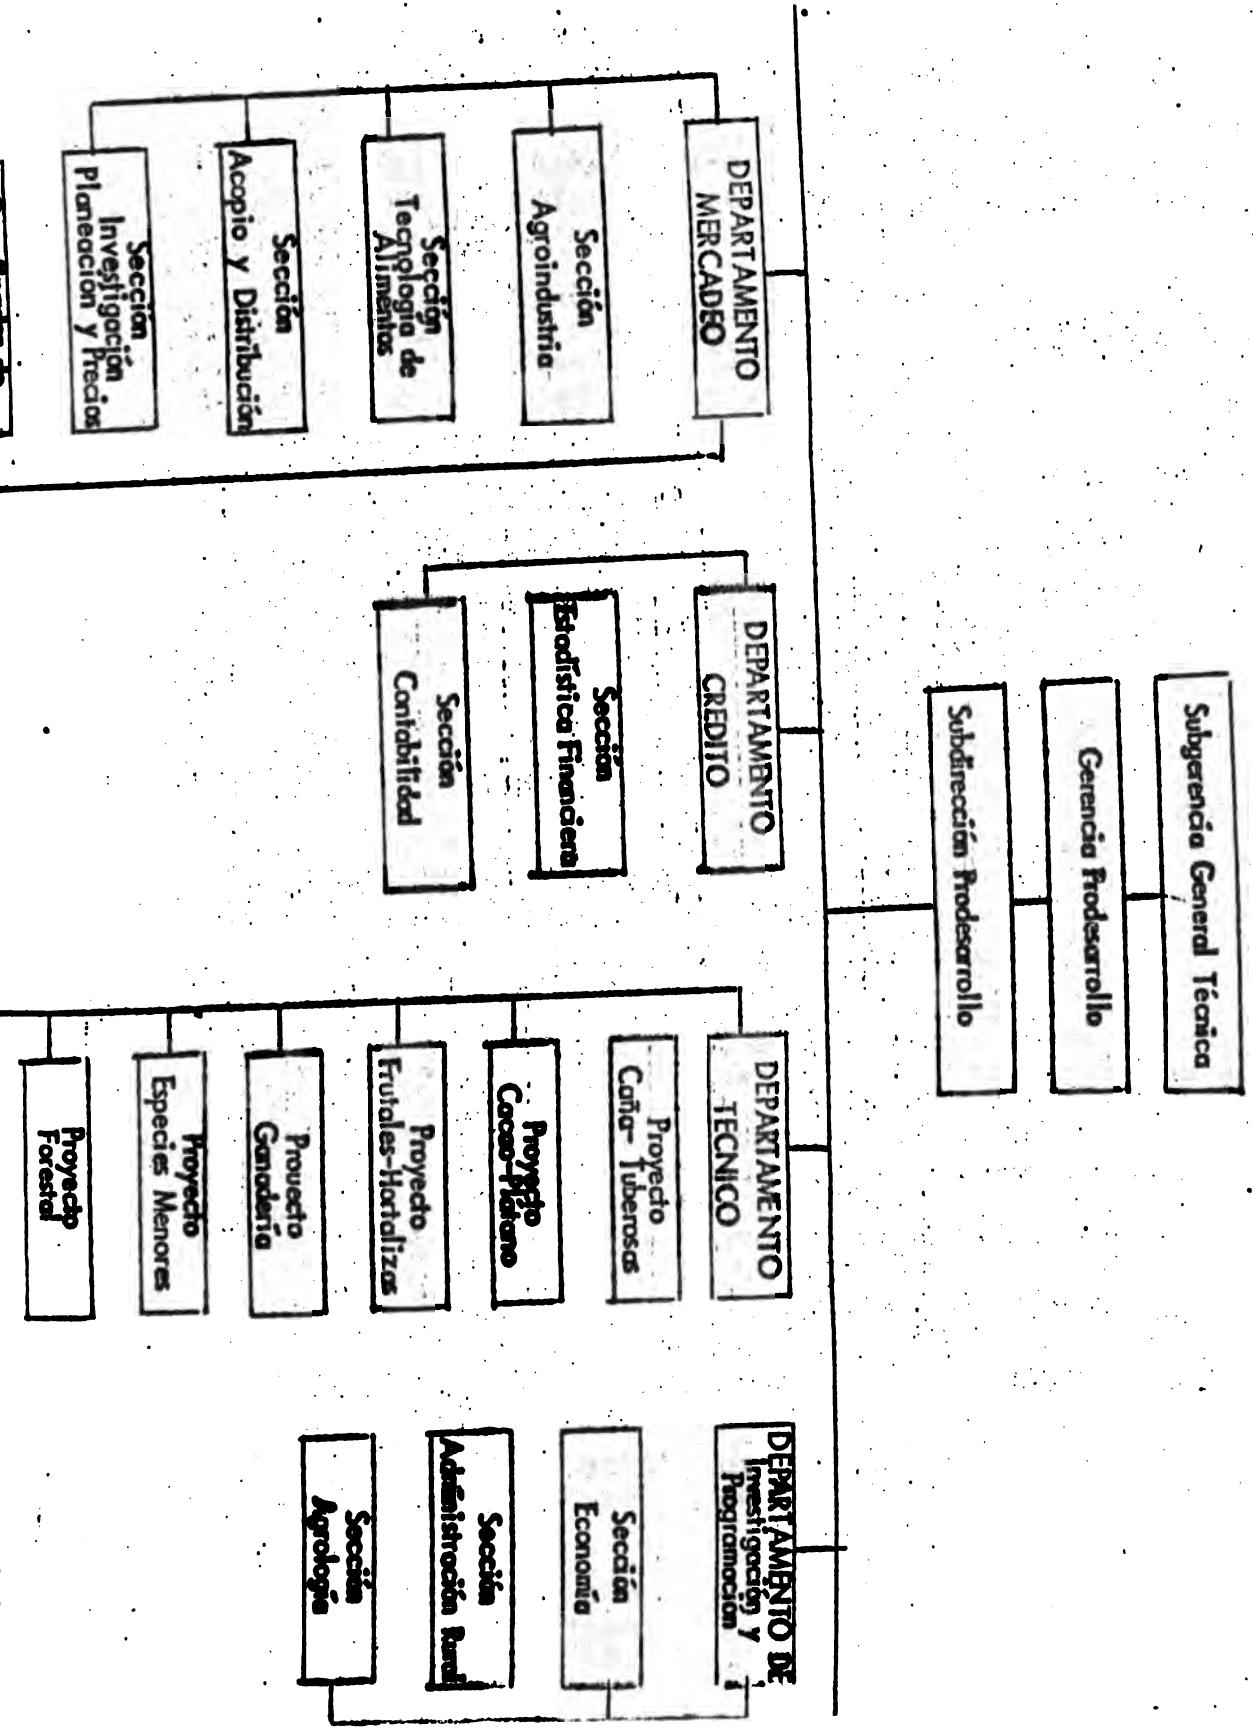 Subgerencia General Técnica
Gerencia Prodesarrollo
Subdirección Prodesarrollo
DEPARTAMENTO
MERCADEO
Sección
Agroindustria
Sección
Tecnología de
Alimentos
Sección
Acopio y Distribución
Sección
Investigación
Planeación y Precios
DEPARTAMENTO
CREDITO
Sección
Estadística Financiera
Sección
Contabilidad
DEPARTAMENTO
TECNICO
Proyecto
Caña- Tuberosas
Proyecto
Cacao-Plátano
Proyecto
Frutales-Hortalizas
Proyecto
Ganadería
Proyecto
Especies Menores
Proyecto
Forestal
DEPARTAMENTO DE
Investigación y
Programación
Sección
Economía
Sección
Administración Rural
Sección
Agrología